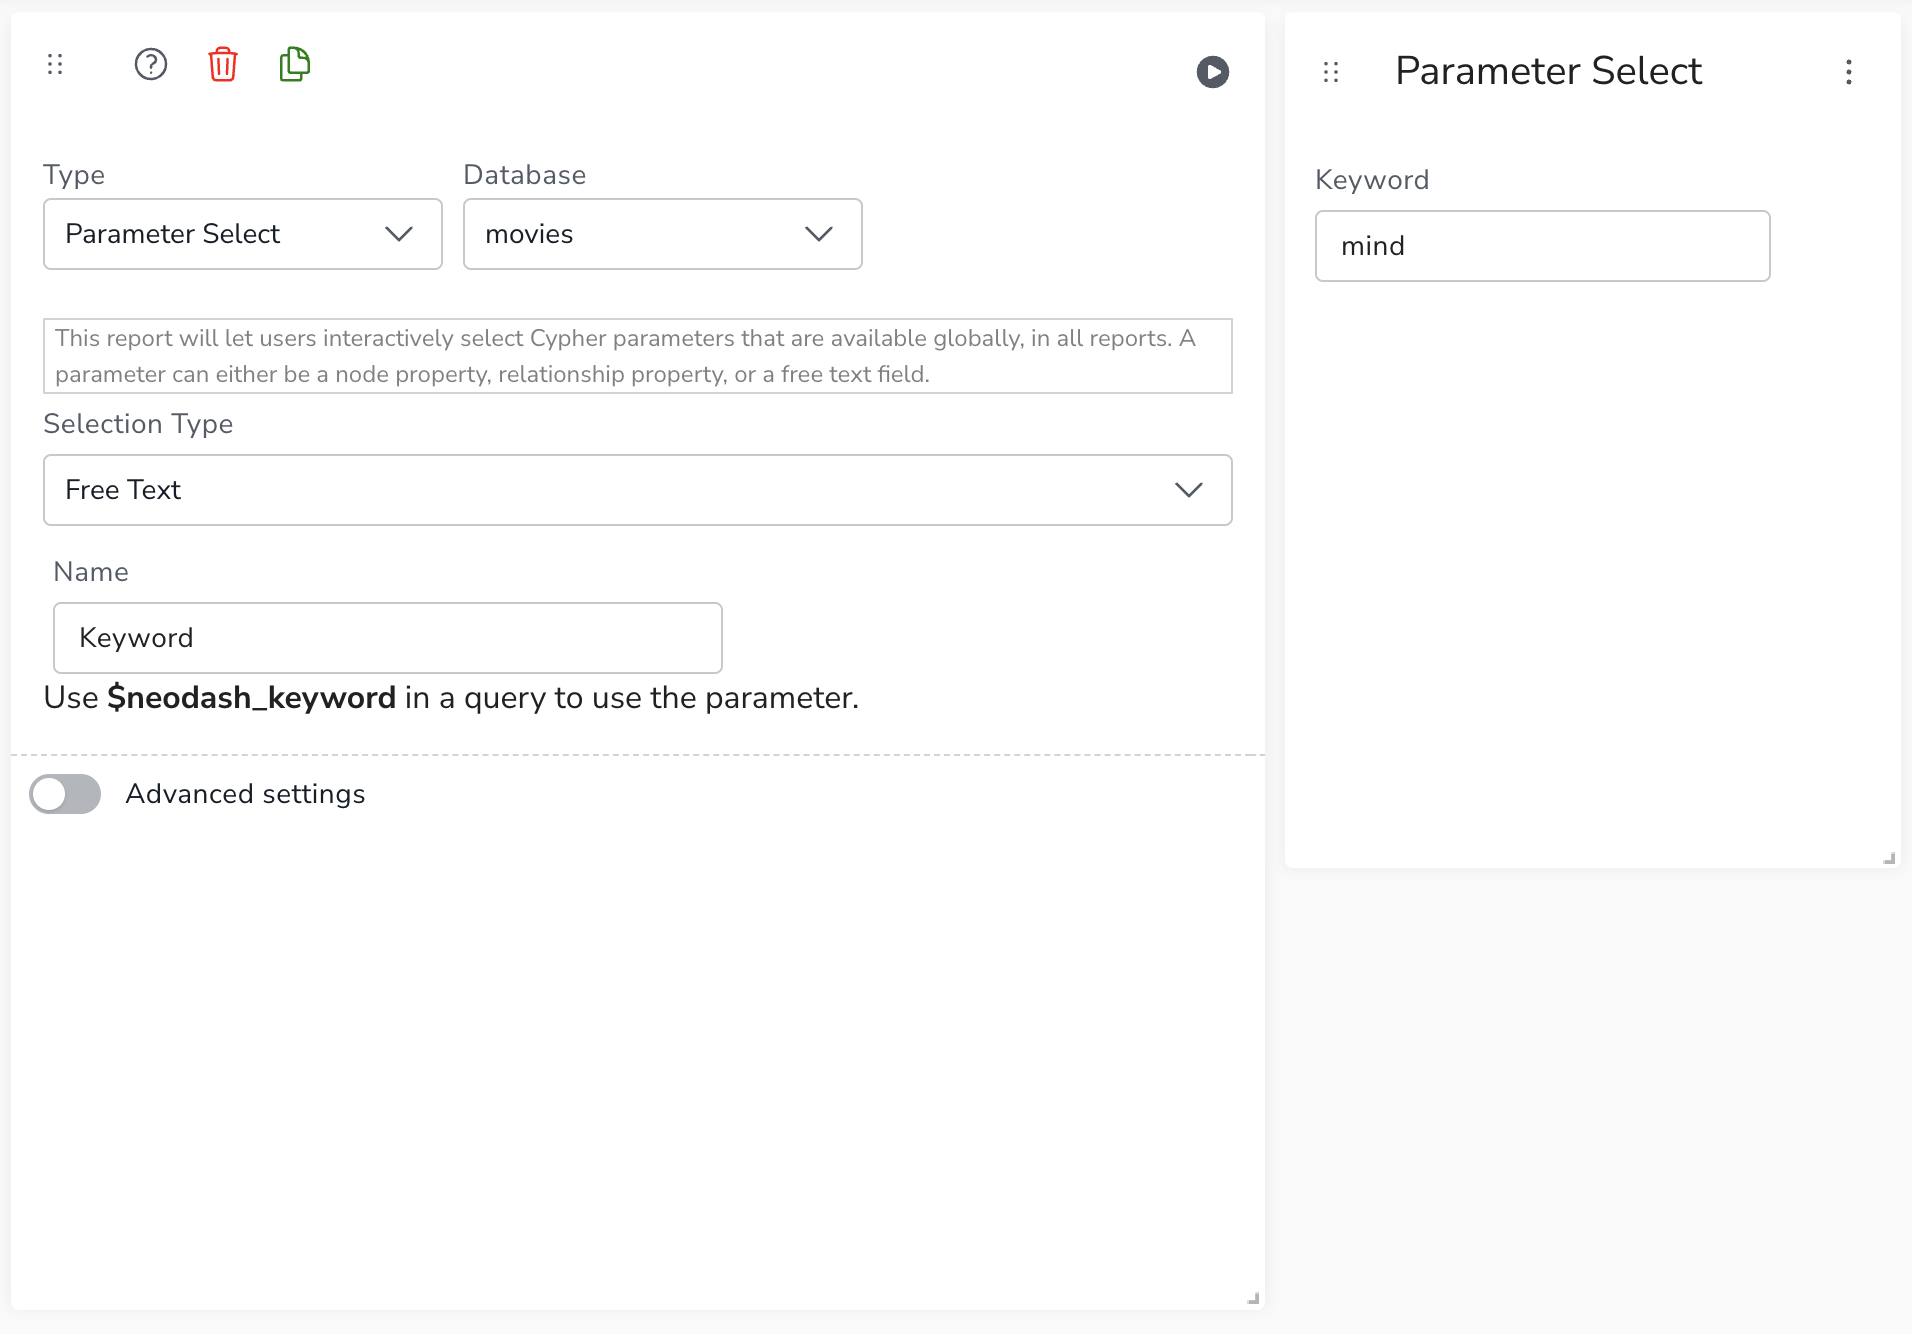 Type
Database
Parameter Select
movies
This report will let users interactively select Cypher parameters that are available globally, in all reports. A
parameter can either be a node property, relationship property, or a free text field.
Selection Type
Free Text
Name
Keyword
Use $neodash_keyword in a query to use the parameter.
Advanced settings
Parameter Select
Keyword
mind